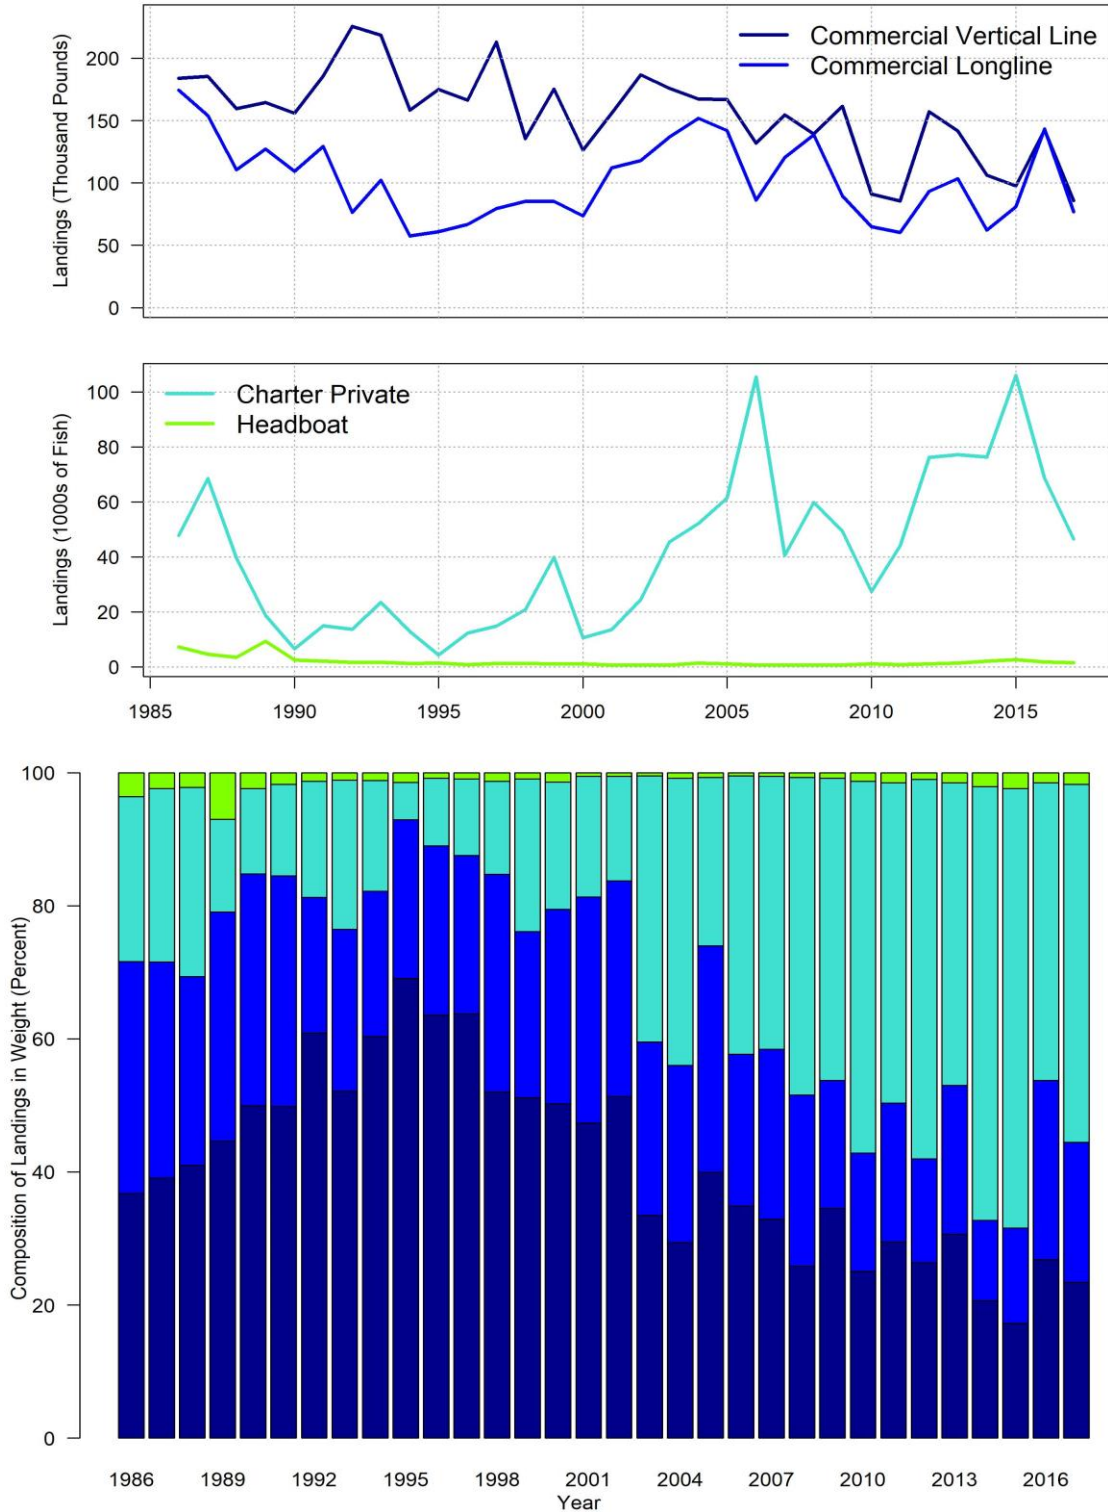 Landings (Thousand Pounds)
200
150
100
50
0
Commercial Vertical Line
Commercial Longline
Landings (1000s of Fish)
100
80
60
40
20
0
Charter Private
Headboat
1985 1990 1995 2000 2005 2010 2015
Composition of Landings in Weight (Percent)
100
80
60
40
20
0
1986 1989 1992 1995 1998 2001 2004 2007 2010 2013 2016
Year